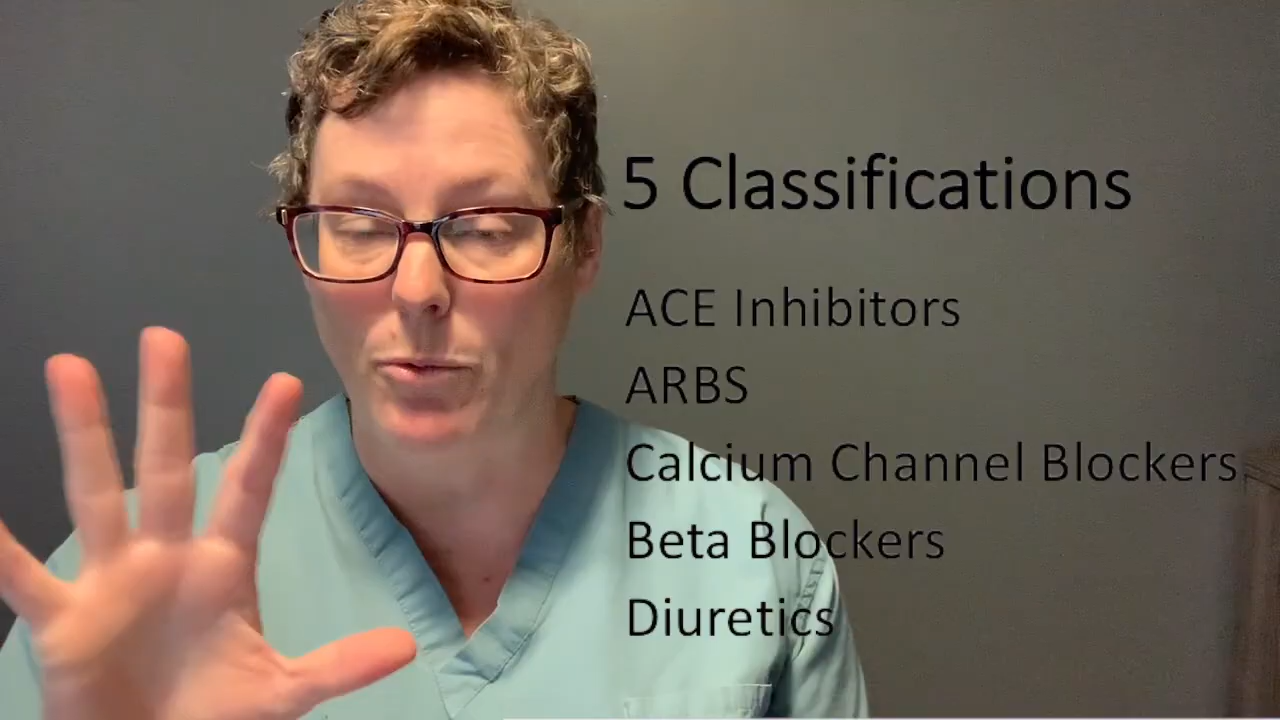 5 Classifications
ACE Inhibitors
ARBS
Calcium Channel Blockers
Beta Blockers
Diuretics